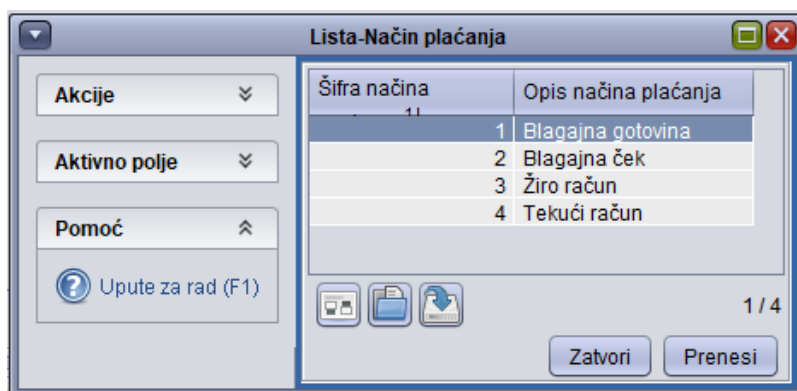 Lista-Način plaćanja
Akcije
Aktivno polje
Pomoć
Upute za rad (F1)
Šifra načina
Opis načina plaćanja
1 Blagajna gotovina
2 Blagajna ček
3 Žiro račun
4 Tekući račun
1 / 4
Zatvori
Prenesi